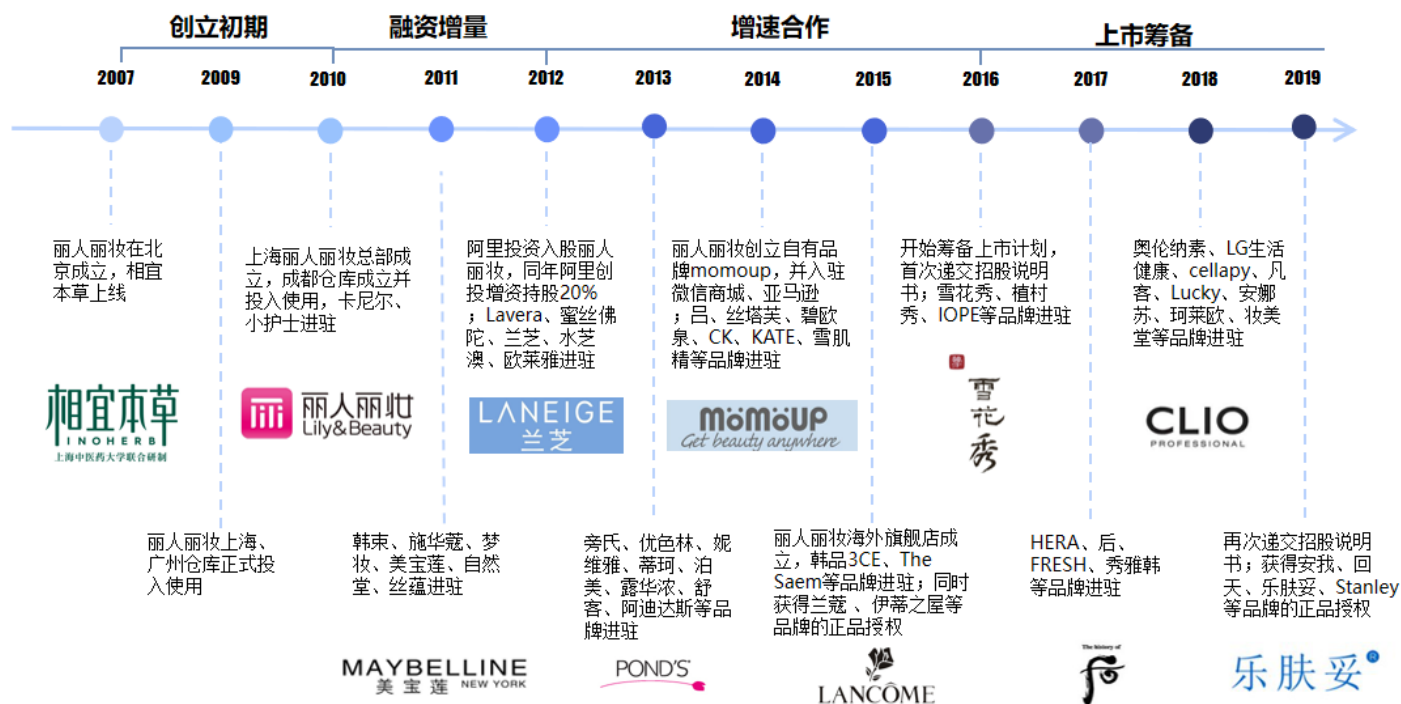 创立初期
融资增量
增速合作
上市筹备
2007
2009
2010
2011
2012
2013
2014
2015
2016
2017
2018
2019
丽人丽妆在北
京成立，相宜
本草上线
上海丽人丽妆总部成
立，成都仓库成立并
投入使用，卡尼尔、
小护士进驻
阿里投资入股丽人
丽妆，同年阿里创
投增资持股20%
；Lavera、蜜丝佛
陀、兰芝、水芝
澳、欧莱雅进驻
丽人丽妆创立自有品
牌momoup，并入驻
微信商城、亚马逊
；吕、丝塔芙、碧欧
泉、CK、KATE、雪肌
精等品牌进驻
开始筹备上市计划，
首次递交招股说明
书；雪花秀、植村
秀、IOPE等品牌进驻
奥伦纳素、LG生活
健康、cellapy、凡
客、Lucky、安娜
苏、珂莱欧、妆美
堂等品牌进驻
相宜本草
INOHERB
上海中医药大学联合研制
丽人丽妆
Lily&Beauty
LANEIGE
兰芝
MöMöUP
Get beauty anywhere
雪花秀
CLIO
PROFESSIONAL
丽人丽妆上海、
广州仓库正式投
入使用
韩束、施华蔻、梦
妆、美宝莲、自然
堂、丝蕴进驻
旁氏、优色林、妮
维雅、蒂珂、泊
美、露华浓、舒
客、阿迪达斯等品
牌进驻
丽人丽妆海外旗舰店成
立，韩品3CE、The
Saem等品牌进驻；同时
获得兰蔻 、伊蒂之屋等
品牌的正品授权
HERA、后、
FRESH、秀雅韩
等品牌进驻
再次递交招股说明
书；获得安我、回
天、乐肤妥、Stanley
等品牌的正品授权
MAYBELLINE
美宝莲 NEW YORK
POND'S
LANCÔME
The history of
后
乐肤妥®